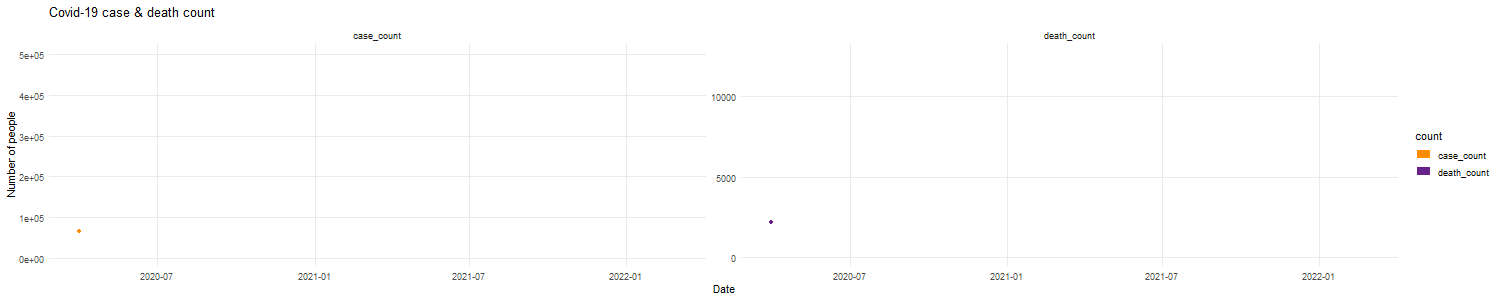 Covid-19 case & death count
case_count
death_count
Number of people
5e+05
4e+05
3e+05
2e+05
1e+05
0e+00
2020-07
2021-01
2021-07
2022-01
10000
5000
0
2020-07
2021-01
2021-07
2022-01
Date
count
case_count
death_count